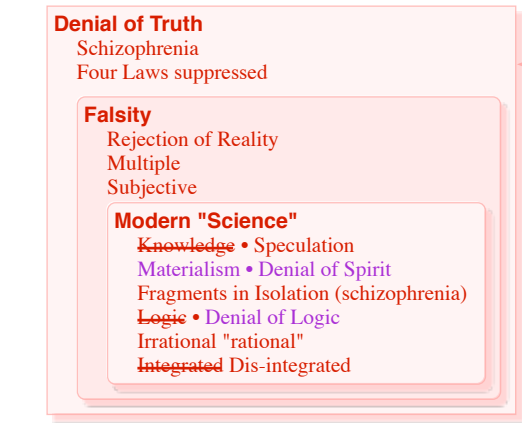 Denial of Truth
Schizophrenia
Four Laws suppressed
Falsity
Rejection of Reality
Multiple
Subjective
Modern "Science"
Knowledge • Speculation
Materialism • Denial of Spirit
Fragments in Isolation (schizophrenia)
Logic • Denial of Logic
Irrational "rational"
Integrated Dis-integrated